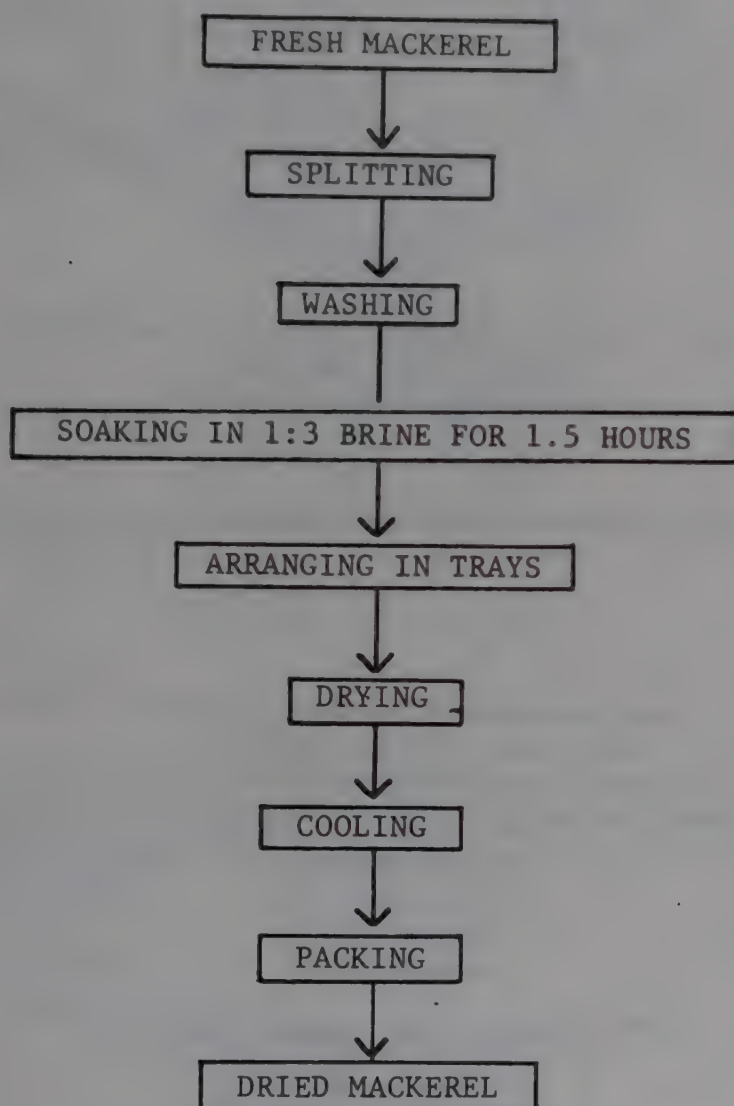 FRESH MACKEREL
SPLITTING
WASHING
SOAKING IN 1:3 BRINE FOR 1.5 HOURS
ARRANGING IN TRAYS
DRYING
COOLING
PACKING
DRIED MACKEREL